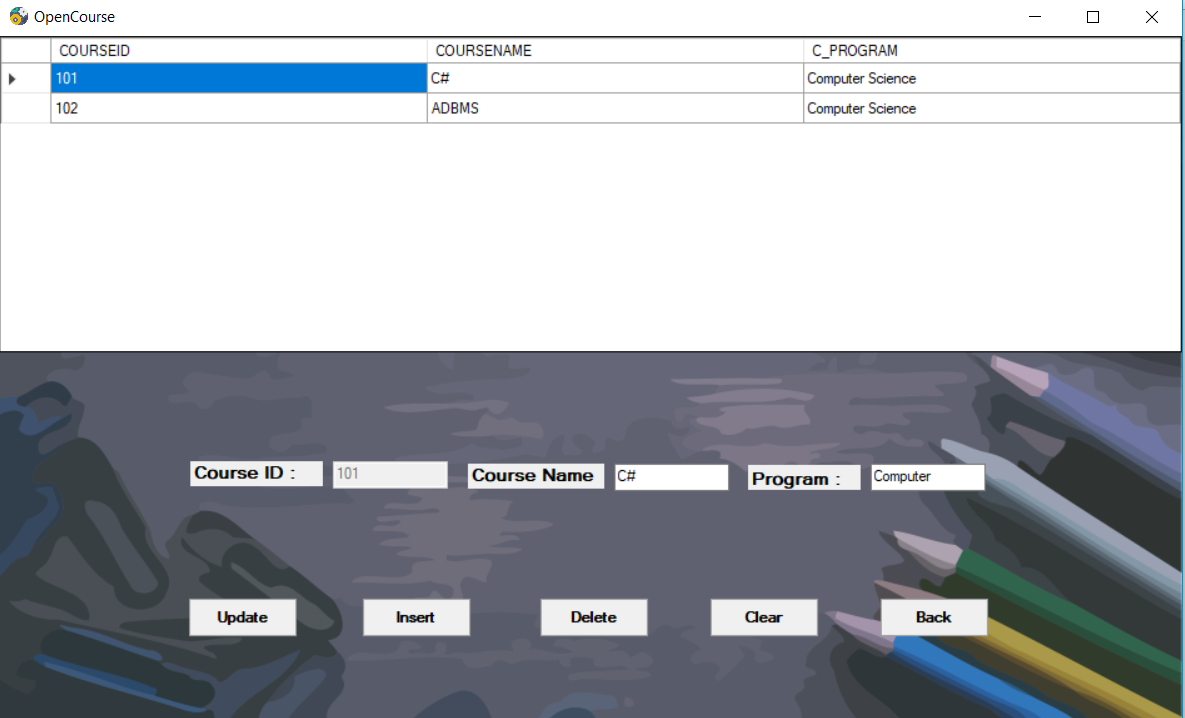 OpenCourse
COURSEID COURSENAME C_PROGRAM
101 C# Computer Science
102 ADBMS Computer Science
Course ID : 101 Course Name C# Program : Computer
Update Insert Delete Clear Back